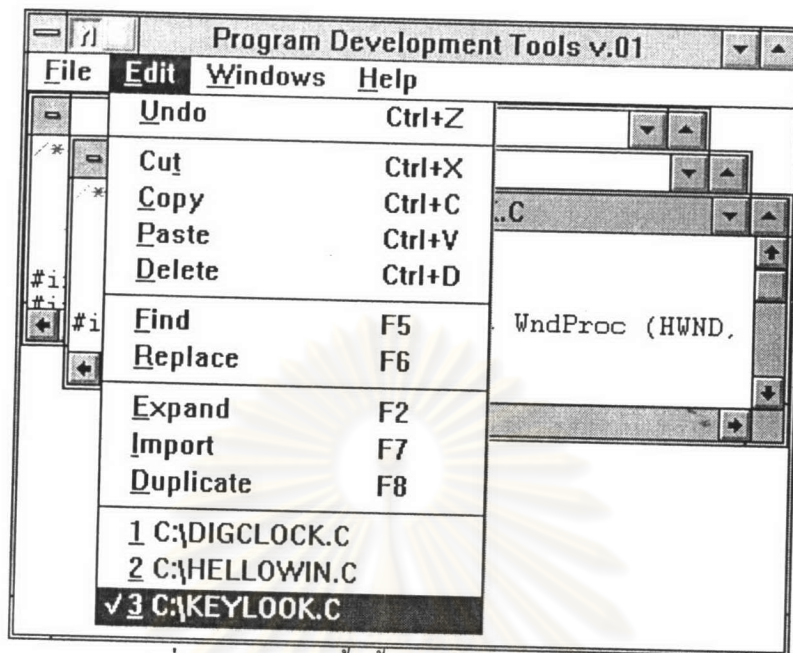 Program Development Tools v.01
File Edit Windows Help
Undo Ctrl+Z
Cut Ctrl+X
Copy Ctrl+C
Paste Ctrl+V
Delete Ctrl+D
Find F5
Replace F6
Expand F2
Import F7
Duplicate F8
1 C:\DIGCLOCK.C
2 C:\HELLOWIN.C
✓ 3 C:\KEYLOOK.C
/*
/*
.C
#i
#i
#i
WndProc (HWND,